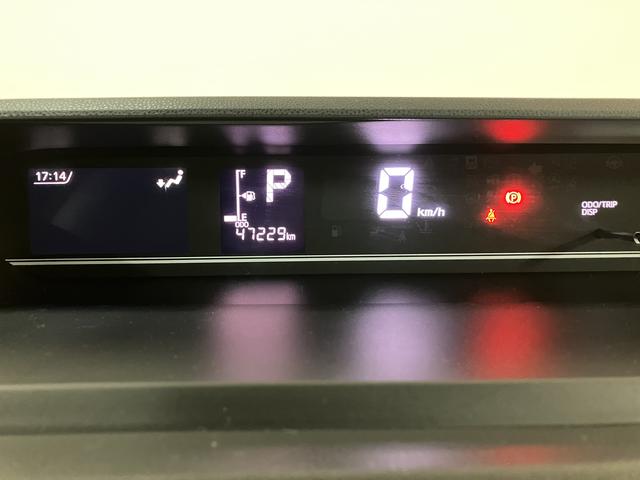 17:14
F
P
E
ODO
47229km
0 km/h
(P)
ODO/TRIP
DISP